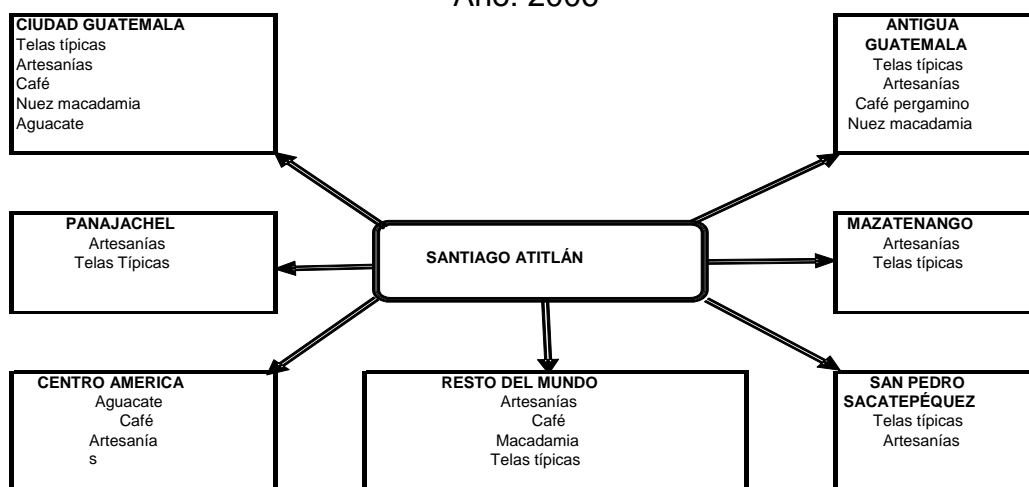 CIUDAD GUATEMALA
Telas típicas
Artesanías
Café
Nuez macadamia
Aguacate
ANTIGUA
GUATEMALA
Telas típicas
Artesanías
Café pergamino
Nuez macadamia
PANAJACHEL
Artesanías
Telas Típicas
SANTIAGO ATITLÁN
MAZATENANGO
Artesanías
Telas típicas
CENTRO AMERICA
Aguacate
Café
Artesanía
s
RESTO DEL MUNDO
Artesanías
Café
Macadamia
Telas típicas
SAN PEDRO
SACATEPÉQUEZ
Telas típicas
Artesanías